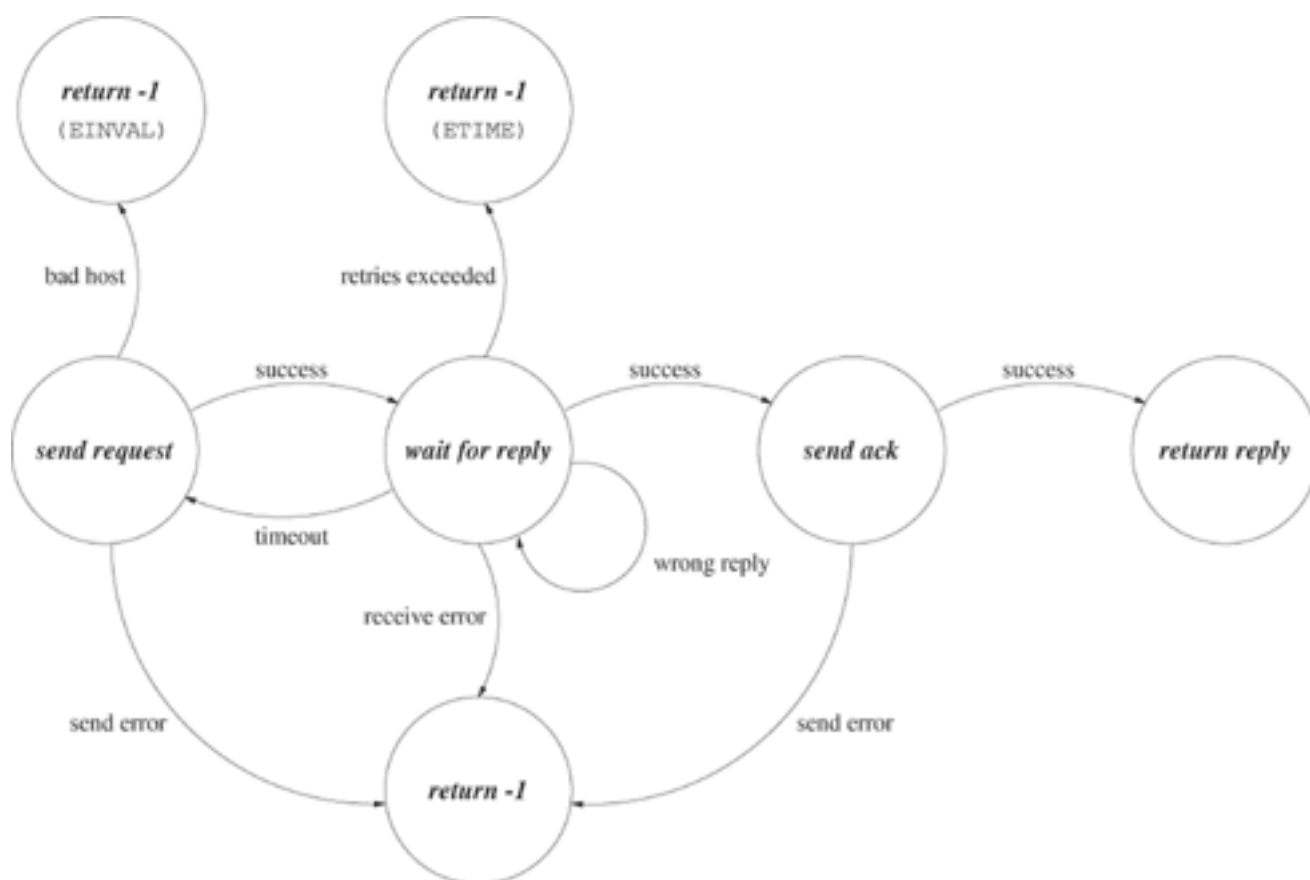 return -1
(EINVAL)
return -1
(ETIME)
bad host
retries exceeded
success
success
success
send request
wait for reply
send ack
return reply
timeout
wrong reply
receive error
send error
send error
return -1